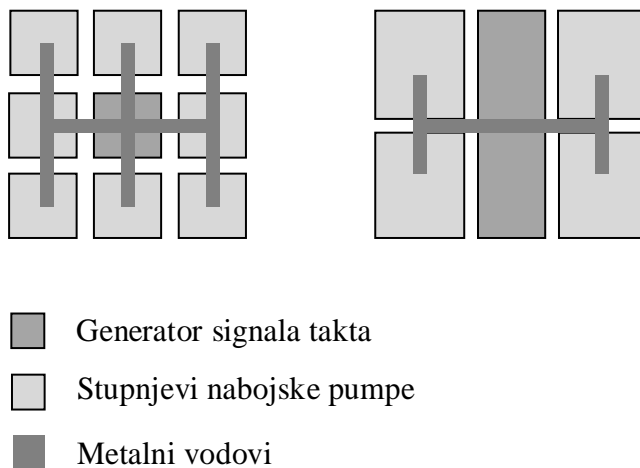 Generator signala takta
Stupnjevi nabojske pumpe
Metalni vodovi